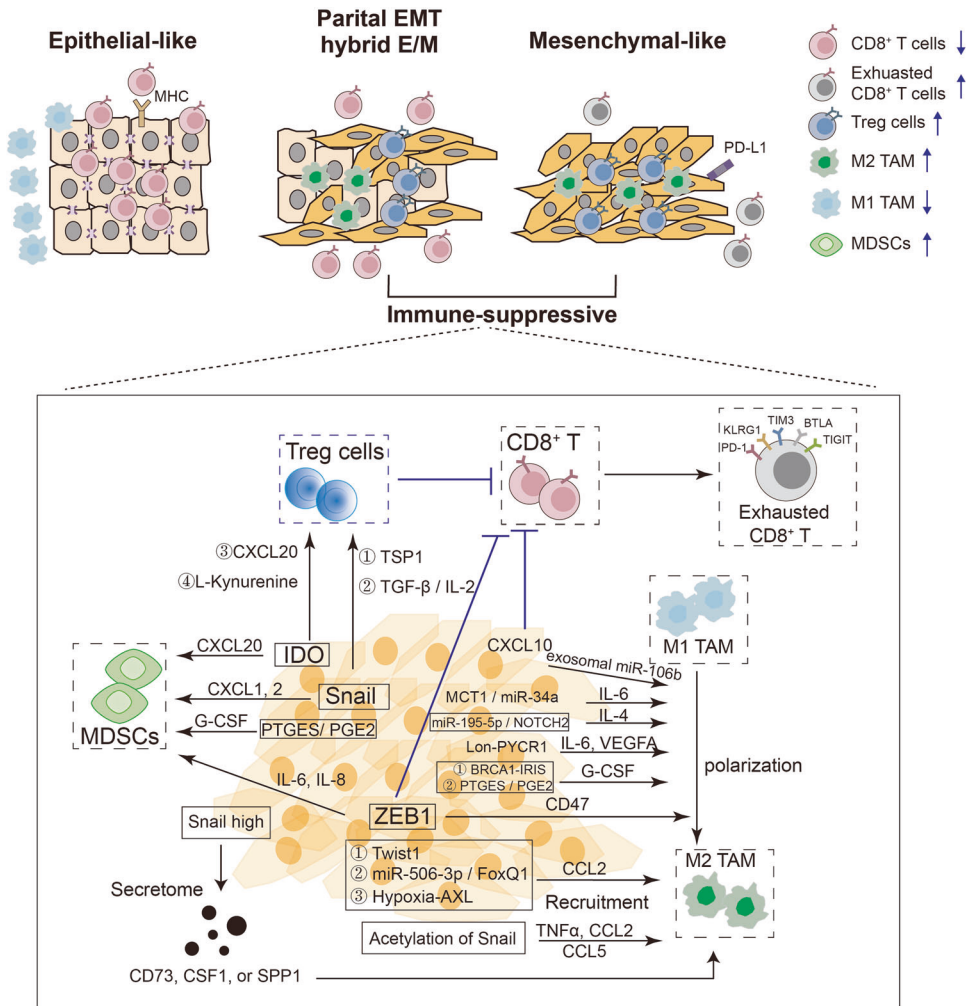 Epithelial-like
Parital EMT
hybrid E/M
Mesenchymal-like
MHC
PD-L1
CD8⁺ T cells ↓
Exhuasted
CD8⁺ T cells ↑
Treg cells ↑
M2 TAM ↑
M1 TAM ↓
MDSCs ↑
Immune-suppressive
Treg cells
CD8⁺ T
KLRG1
TIM3
BTLA
PD-1
TIGIT
Exhausted
CD8⁺ T
③CXCL20
④L-Kynurenine
① TSP1
② TGF-β / IL-2
M1 TAM
CXCL20
IDO
CXCL10
exosomal miR-106b
CXCL1, 2
Snail
MCT1 / miR-34a
IL-6
MDSCs
G-CSF
PTGES/ PGE2
miR-195-5p / NOTCH2
IL-4
Lon-PYCR1
IL-6, VEGFA
polarization
IL-6, IL-8
① BRCA1-IRIS
② PTGES / PGE2
G-CSF
Snail high
ZEB1
CD47
① Twist1
② miR-506-3p / FoxQ1
③ Hypoxia-AXL
CCL2
Recruitment
M2 TAM
Secretome
Acetylation of Snail
TNFα, CCL2
CCL5
CD73, CSF1, or SPP1